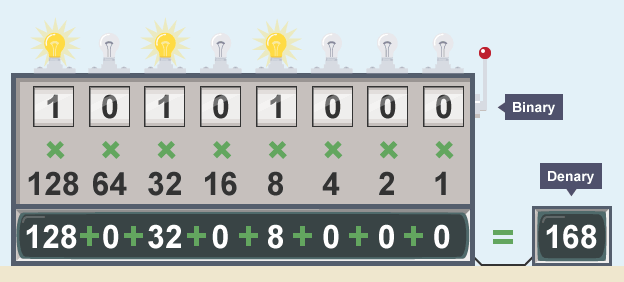 1 0 1 0 1 0 0 0
Binary
× × × × × × × ×
128 64 32 16 8 4 2 1
Denary
128+0+32+0+8+0+0+0 = 168